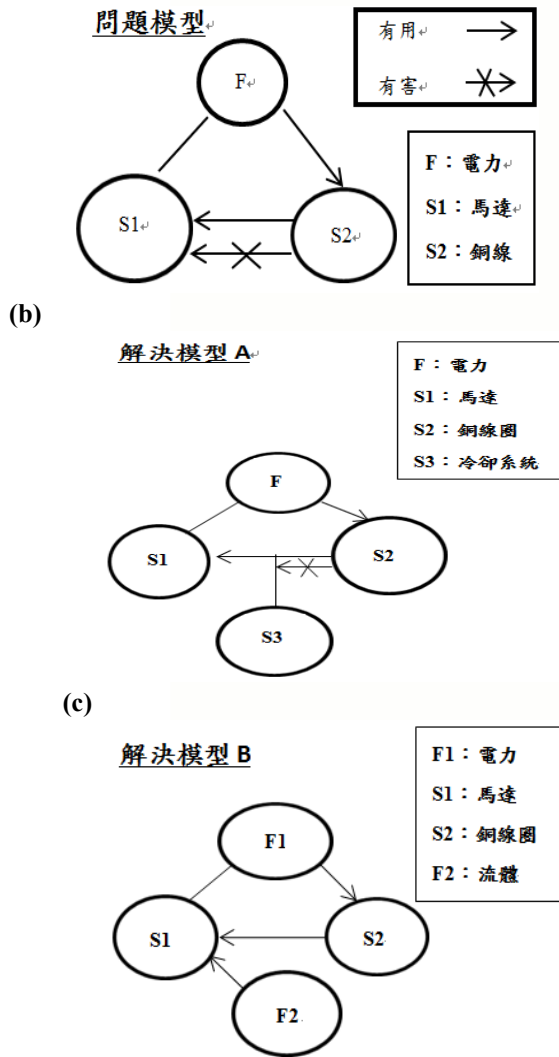 問題模型
有用
有害
F
F：電力
S1：馬達
S2：銅線
S1
S2
(b)
解決模型 A
F：電力
S1：馬達
S2：銅線圈
S3：冷卻系統
F
S1
S2
S3
(c)
解決模型 B
F1：電力
S1：馬達
S2：銅線圈
F2：流體
F1
S1
S2
F2